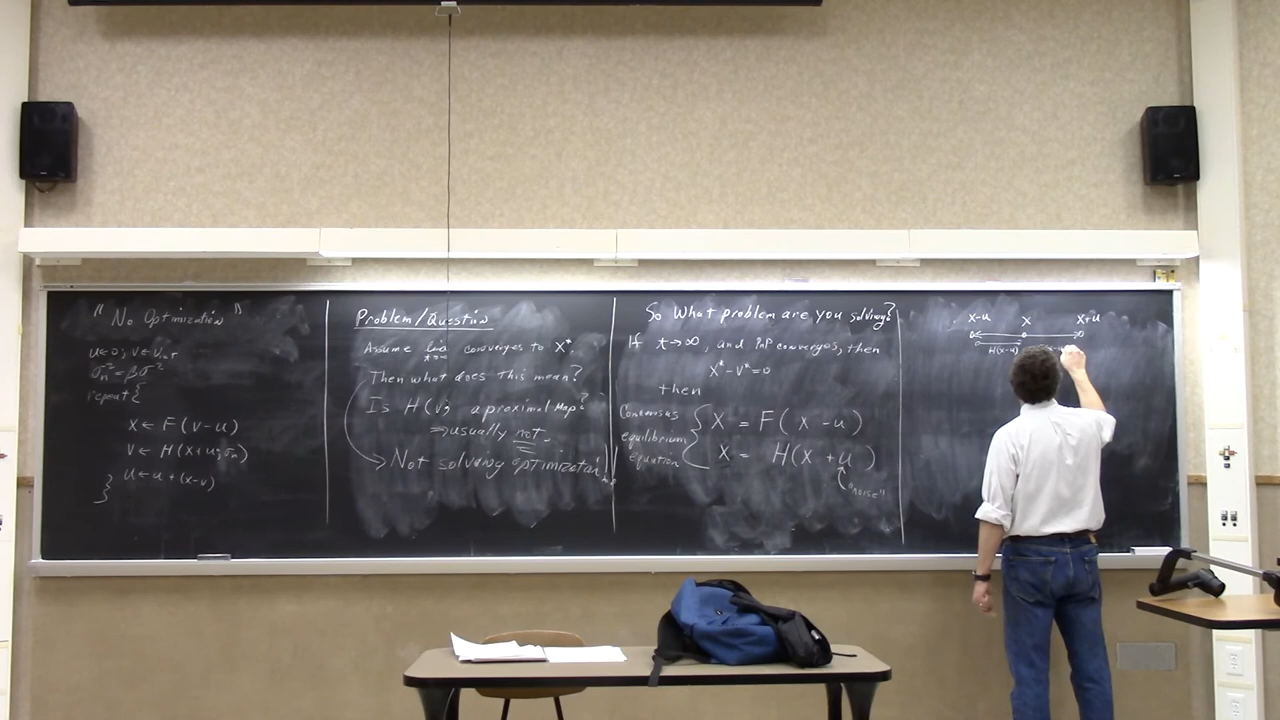 "No Optimization"
u ← 0; v ← v_init
σ_n² = βσ²
repeat {
X ← F(v-u)
v ← H(x+u; σ_n)
u ← u + (x-v)
}
Problem/Question
Assume lim converges to X*.
Then what does this mean?
Is H(v) a proximal map?
⇒ usually not.
Not solving optimization
So What problem are you solving?
If t→∞, and PnP converges, then
X* - V* = 0
then
Consensus
equilibrium
equation
X = F(X-u)
X = H(X+u)
"noise"
X-u X X+u
H(x-u)